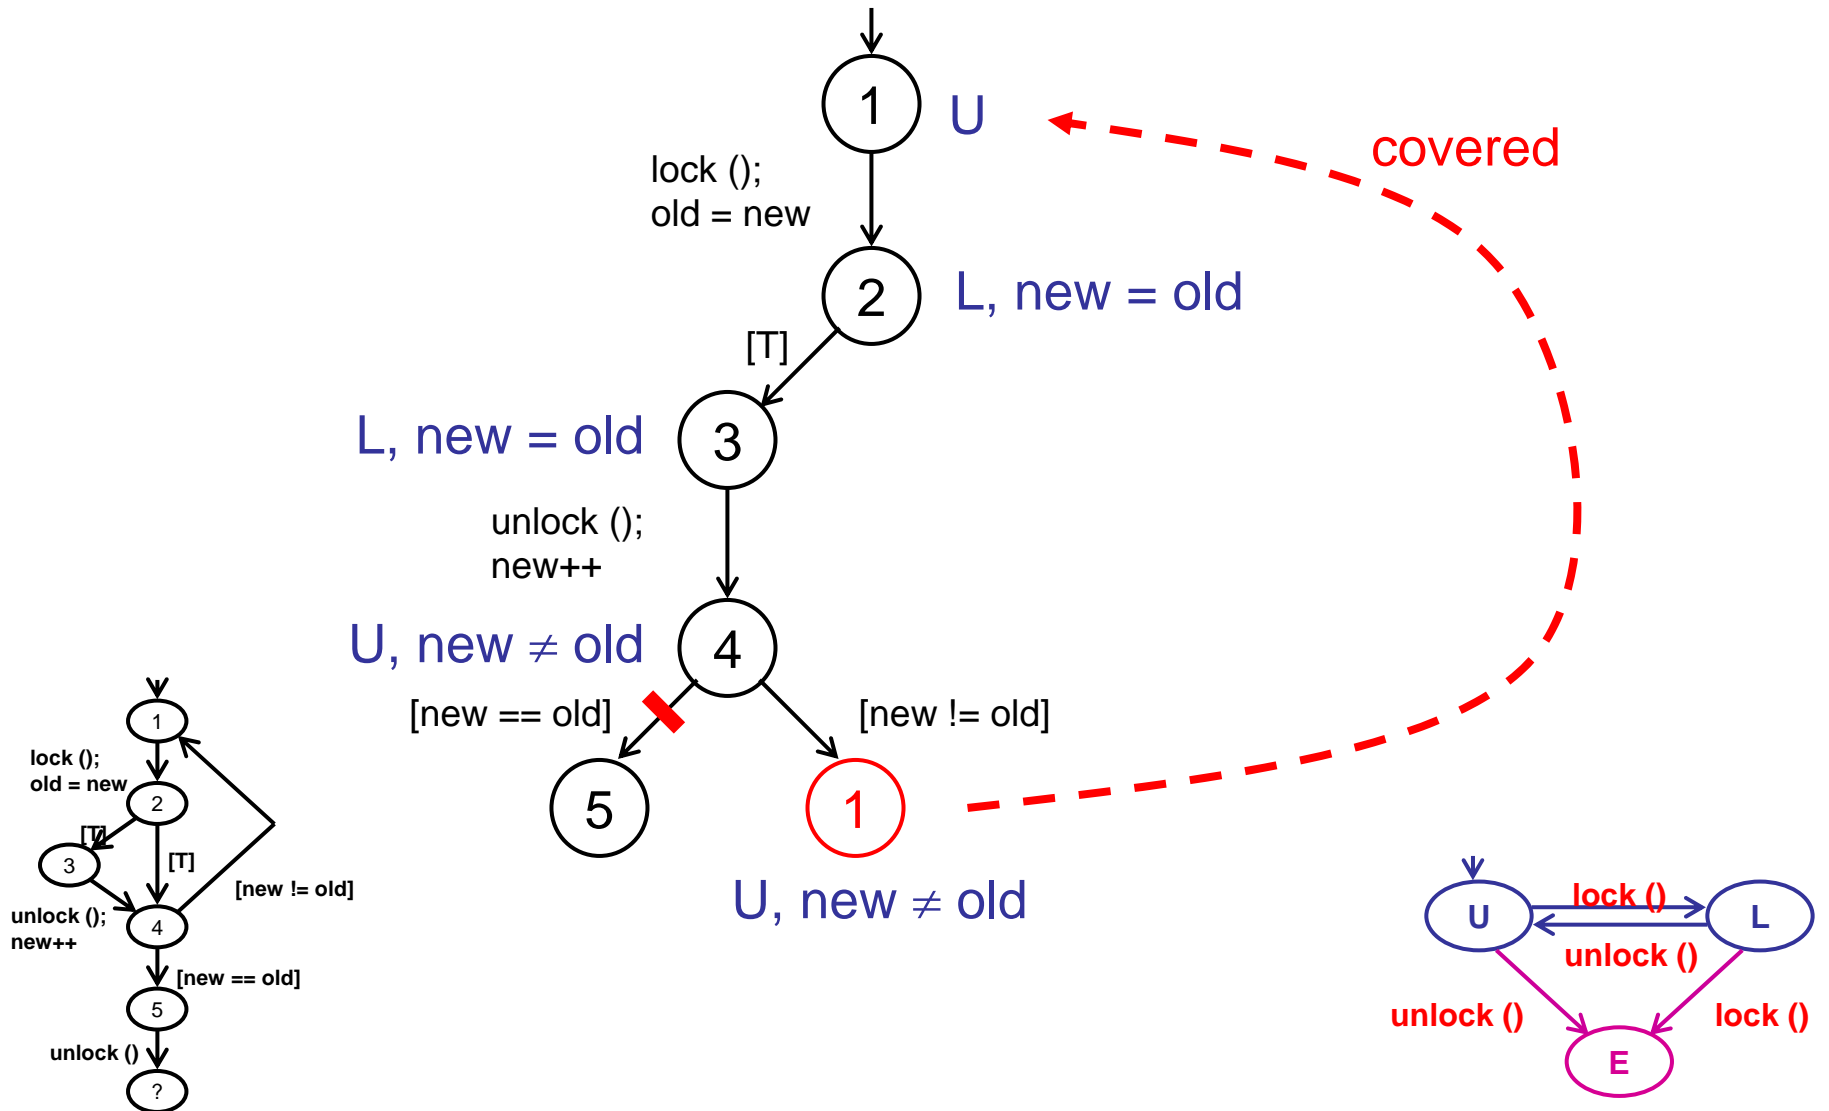 1
U
covered
lock ();
old = new
2
L, new = old
[T]
L, new = old
3
unlock ();
new++
U, new ≠ old
4
[new == old]
[new != old]
5
1
U, new ≠ old
1
lock ();
old = new
2
[T]
3
[T]
[new != old]
unlock ();
new++
4
[new == old]
5
unlock ()
?
U
lock ()
L
unlock ()
unlock ()
lock ()
E